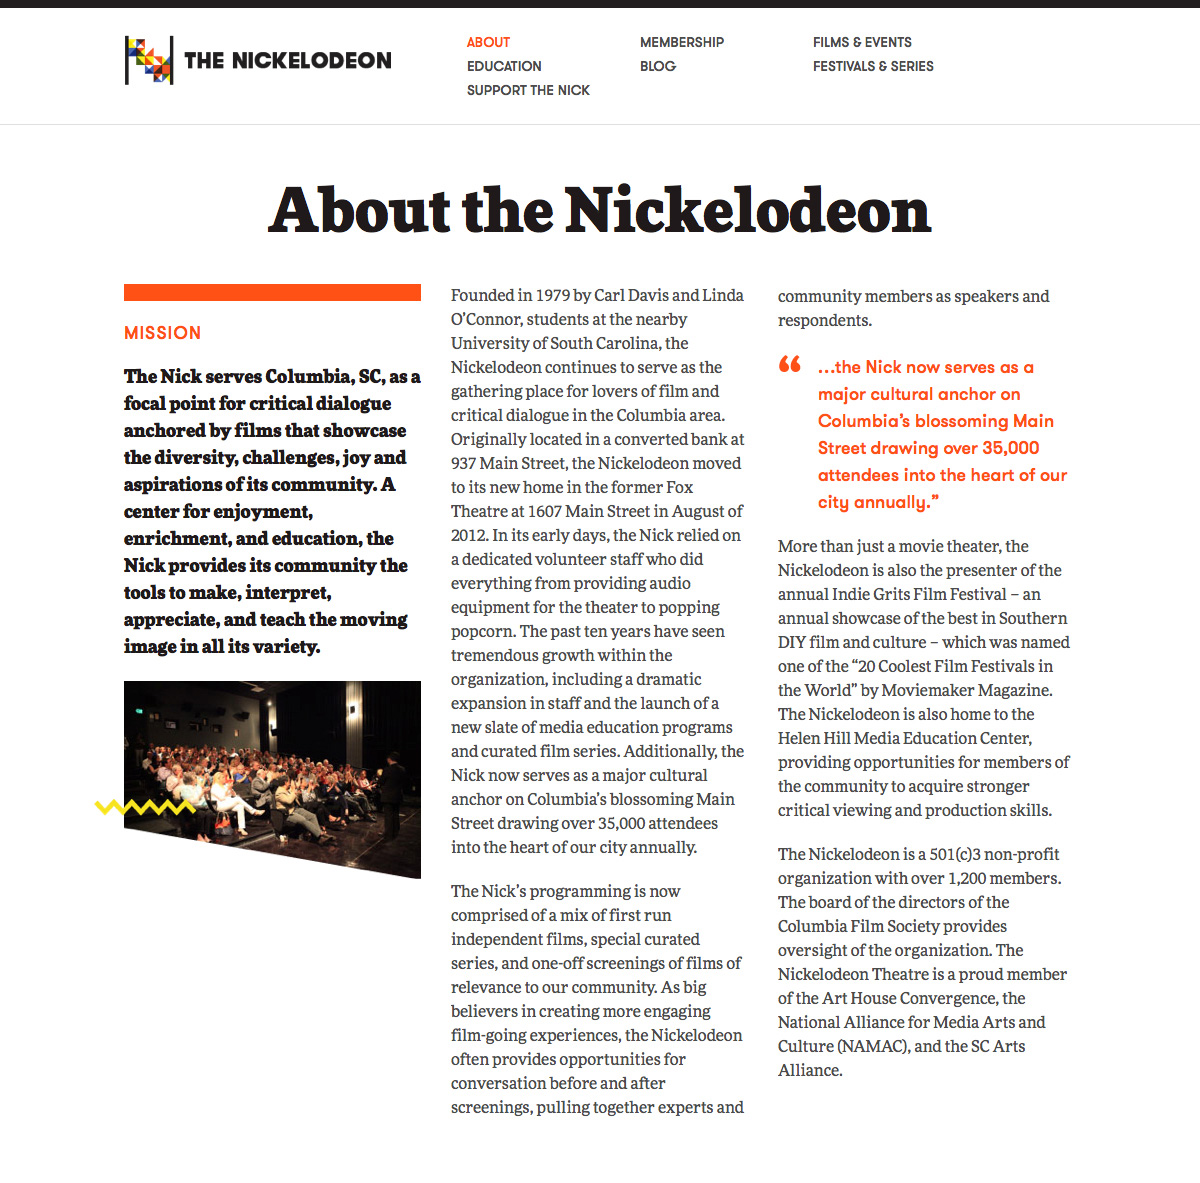 THE NICKELODEON
ABOUT
EDUCATION
SUPPORT THE NICK
MEMBERSHIP
BLOG
FILMS & EVENTS
FESTIVALS & SERIES
About the Nickelodeon
MISSION
The Nick serves Columbia, SC, as a
focal point for critical dialogue
anchored by films that showcase
the diversity, challenges, joy and
aspirations of its community. A
center for enjoyment,
enrichment, and education, the
Nick provides its community the
tools to make, interpret,
appreciate, and teach the moving
image in all its variety.
Founded in 1979 by Carl Davis and Linda
O’Connor, students at the nearby
University of South Carolina, the
Nickelodeon continues to serve as the
gathering place for lovers of film and
critical dialogue in the Columbia area.
Originally located in a converted bank at
937 Main Street, the Nickelodeon moved
to its new home in the former Fox
Theatre at 1607 Main Street in August of
2012. In its early days, the Nick relied on
a dedicated volunteer staff who did
everything from providing audio
equipment for the theater to popping
popcorn. The past ten years have seen
tremendous growth within the
organization, including a dramatic
expansion in staff and the launch of a
new slate of media education programs
and curated film series. Additionally, the
Nick now serves as a major cultural
anchor on Columbia’s blossoming Main
Street drawing over 35,000 attendees
into the heart of our city annually.
The Nick’s programming is now
comprised of a mix of first run
independent films, special curated
series, and one-off screenings of films of
relevance to our community. As big
believers in creating more engaging
film-going experiences, the Nickelodeon
often provides opportunities for
conversation before and after
screenings, pulling together experts and
community members as speakers and
respondents.
“ …the Nick now serves as a
major cultural anchor on
Columbia’s blossoming Main
Street drawing over 35,000
attendees into the heart of our
city annually.”
More than just a movie theater, the
Nickelodeon is also the presenter of the
annual Indie Grits Film Festival – an
annual showcase of the best in Southern
DIY film and culture – which was named
one of the “20 Coolest Film Festivals in
the World” by Moviemaker Magazine.
The Nickelodeon is also home to the
Helen Hill Media Education Center,
providing opportunities for members of
the community to acquire stronger
critical viewing and production skills.
The Nickelodeon is a 501(c)3 non-profit
organization with over 1,200 members.
The board of the directors of the
Columbia Film Society provides
oversight of the organization. The
Nickelodeon Theatre is a proud member
of the Art House Convergence, the
National Alliance for Media Arts and
Culture (NAMAC), and the SC Arts
Alliance.